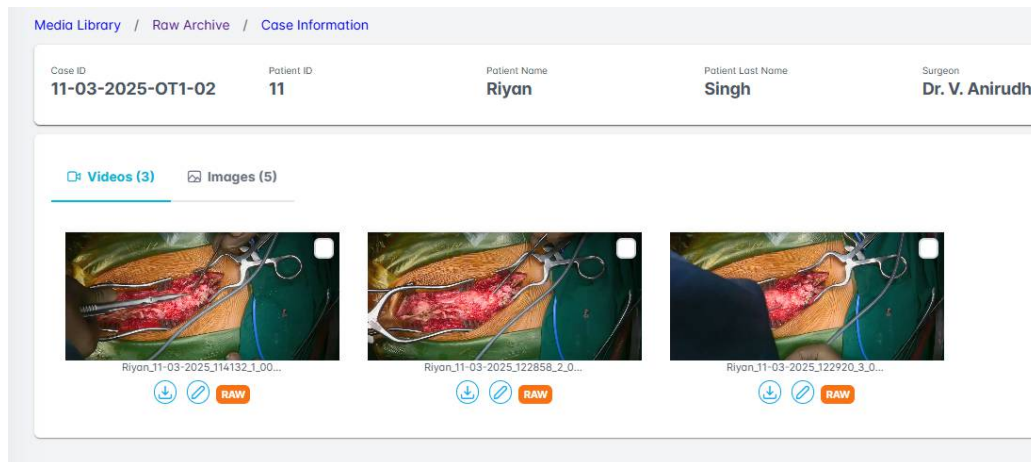 Media Library / Raw Archive / Case Information
Case ID
11-03-2025-OT1-02
Patient ID
11
Patient Name
Riyan
Patient Last Name
Singh
Surgeon
Dr. V. Anirudh
Videos (3)
Images (5)
Riyan_11-03-2025_114132_1_00...
RAW
Riyan_11-03-2025_122858_2_0...
RAW
Riyan_11-03-2025_122920_3_0...
RAW